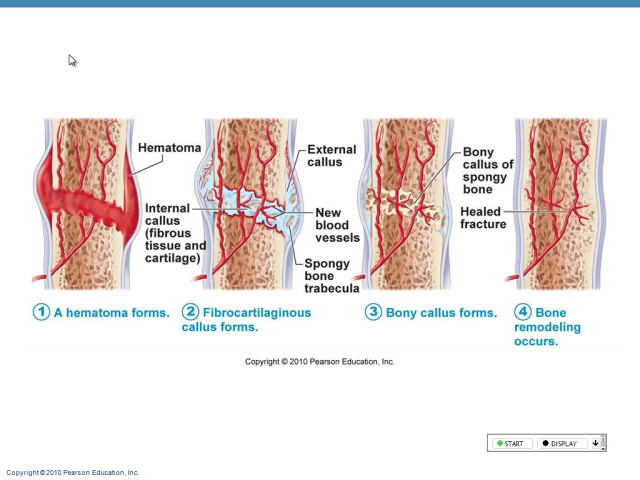 Hematoma
Internal
callus
(fibrous
tissue and
cartilage)
External
callus
New
blood
vessels
Spongy
bone
trabecula
Bony
callus of
spongy
bone
Healed
fracture
1 A hematoma forms.
2 Fibrocartilaginous
callus forms.
3 Bony callus forms.
4 Bone
remodeling
occurs.
Copyright © 2010 Pearson Education, Inc.
START DISPLAY
Copyright © 2010 Pearson Education, Inc.